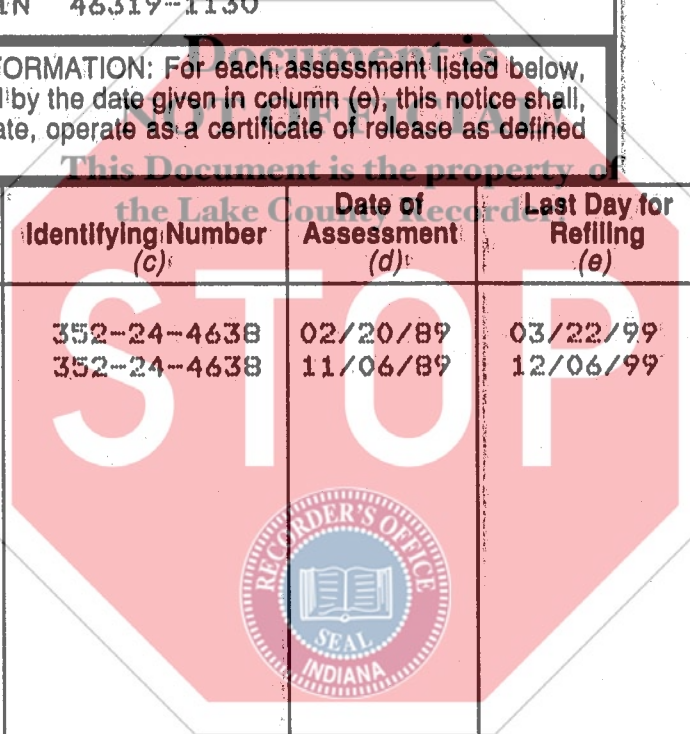 IN 46319-1130
Document is
ORMATION: For each assessment listed below,
by the date given in column (e), this notice shall,
NOT OFFICIAL
ate, operate as a certificate of release as defined
This Document is the property of
the Lake County Recorder!
Identifying Number
(c)
Date of
Assessment
(d)
Last Day for
Refiling
(e)
352-24-4638 02/20/89 03/22/99
352-24-4638 11/06/89 12/06/99
STOP
RECORDER'S OFFICE
SEAL
INDIANA